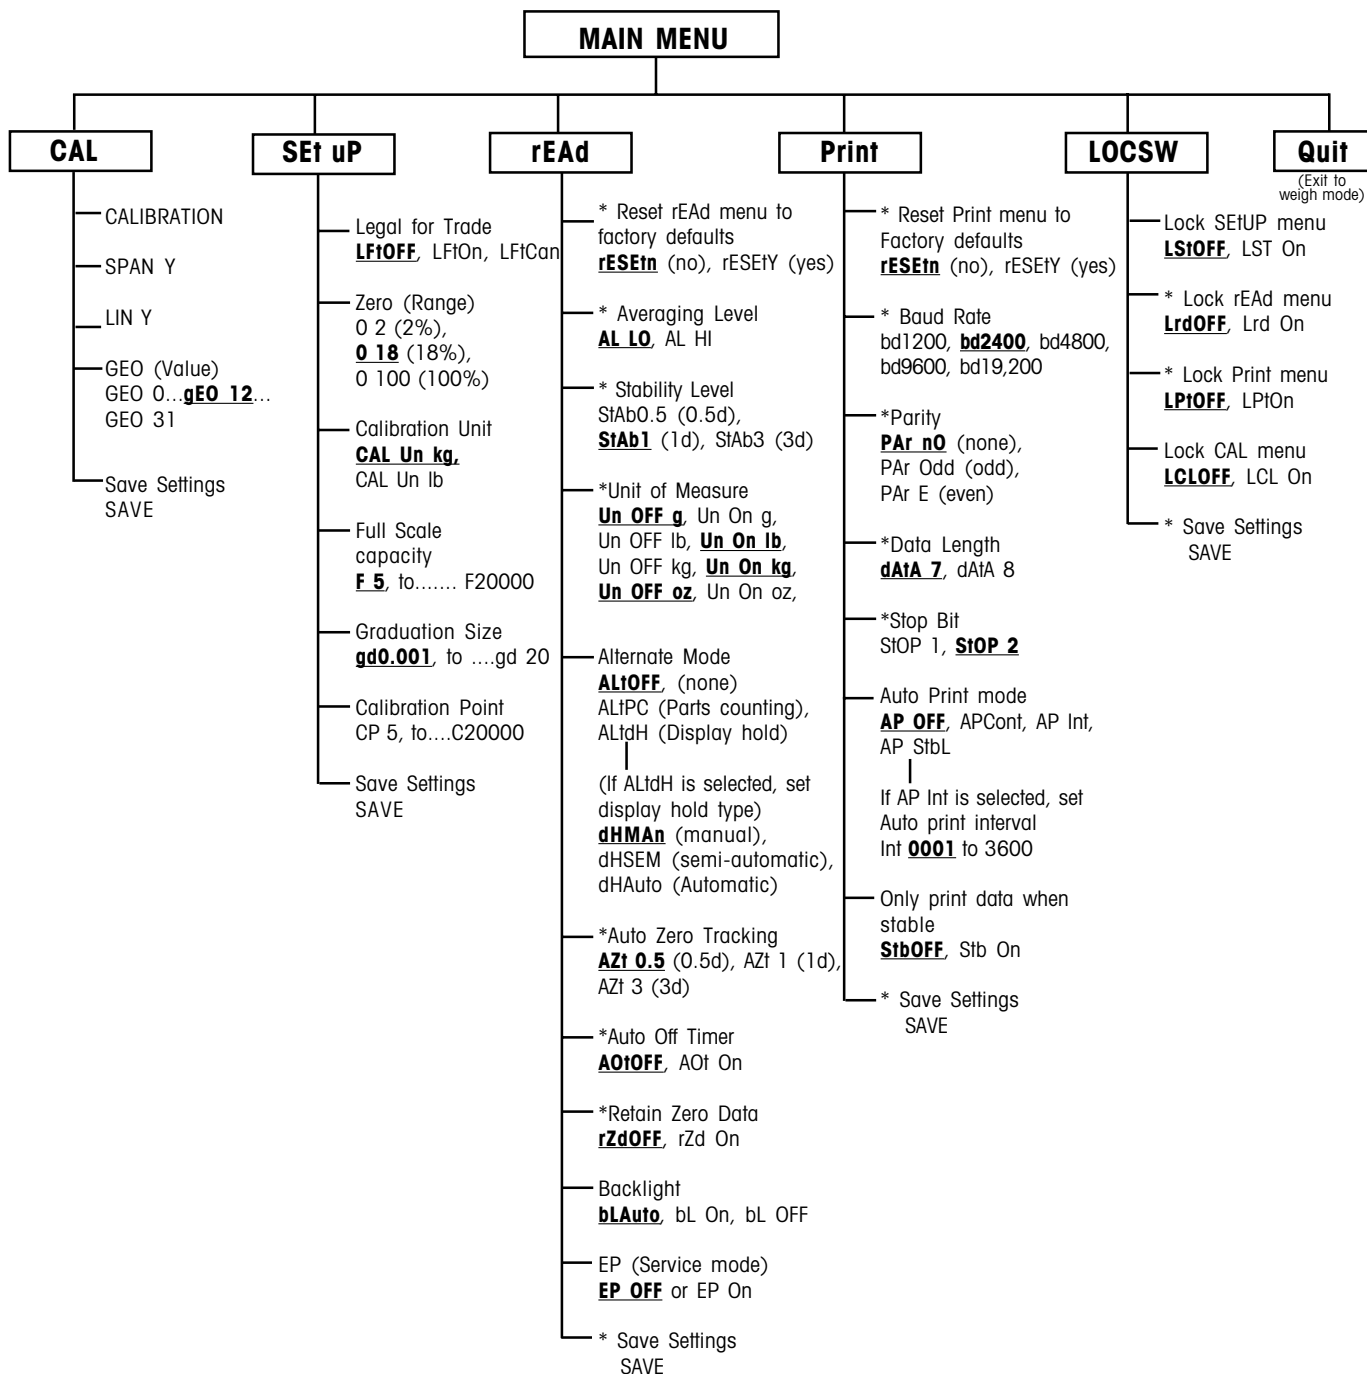 MAIN MENU
CAL
CALIBRATION
SPAN Y
LIN Y
GEO (Value)
GEO 0...gEO 12...
GEO 31
Save Settings
SAVE
SEt uP
Legal for Trade
LFtOFF, LFtOn, LFtCan
Zero (Range)
0 2 (2%),
0 18 (18%),
0 100 (100%)
Calibration Unit
CAL Un kg,
CAL Un lb
Full Scale
capacity
F 5, to....... F20000
Graduation Size
gd0.001, to ....gd 20
Calibration Point
CP 5, to....C20000
Save Settings
SAVE
rEAd
* Reset rEAd menu to
factory defaults
rESEtn (no), rESEtY (yes)
* Averaging Level
AL LO, AL HI
* Stability Level
StAb0.5 (0.5d),
StAb1 (1d), StAb3 (3d)
*Unit of Measure
Un OFF g, Un On g,
Un OFF lb, Un On lb,
Un OFF kg, Un On kg,
Un OFF oz, Un On oz,
Alternate Mode
ALtOFF, (none)
ALtPC (Parts counting),
ALtdH (Display hold)
(If ALtdH is selected, set
display hold type)
dHMAn (manual),
dHSEM (semi-automatic),
dHAuto (Automatic)
*Auto Zero Tracking
AZt 0.5 (0.5d), AZt 1 (1d),
AZt 3 (3d)
*Auto Off Timer
AOtOFF, AOt On
*Retain Zero Data
rZdOFF, rZd On
Backlight
bLAuto, bL On, bL OFF
EP (Service mode)
EP OFF or EP On
* Save Settings
SAVE
Print
* Reset Print menu to
Factory defaults
rESEtn (no), rESEtY (yes)
* Baud Rate
bd1200, bd2400, bd4800,
bd9600, bd19,200
*Parity
PAr nO (none),
PAr Odd (odd),
PAr E (even)
*Data Length
dAtA 7, dAtA 8
*Stop Bit
StOP 1, StOP 2
Auto Print mode
AP OFF, APCont, AP Int,
AP StbL
If AP Int is selected, set
Auto print interval
Int 0001 to 3600
Only print data when
stable
StbOFF, Stb On
* Save Settings
SAVE
LOCSW
Lock SEtUP menu
LStOFF, LST On
* Lock rEAd menu
LrdOFF, Lrd On
* Lock Print menu
LPtOFF, LPtOn
Lock CAL menu
LCLOFF, LCL On
* Save Settings
SAVE
Quit
(Exit to
weigh mode)